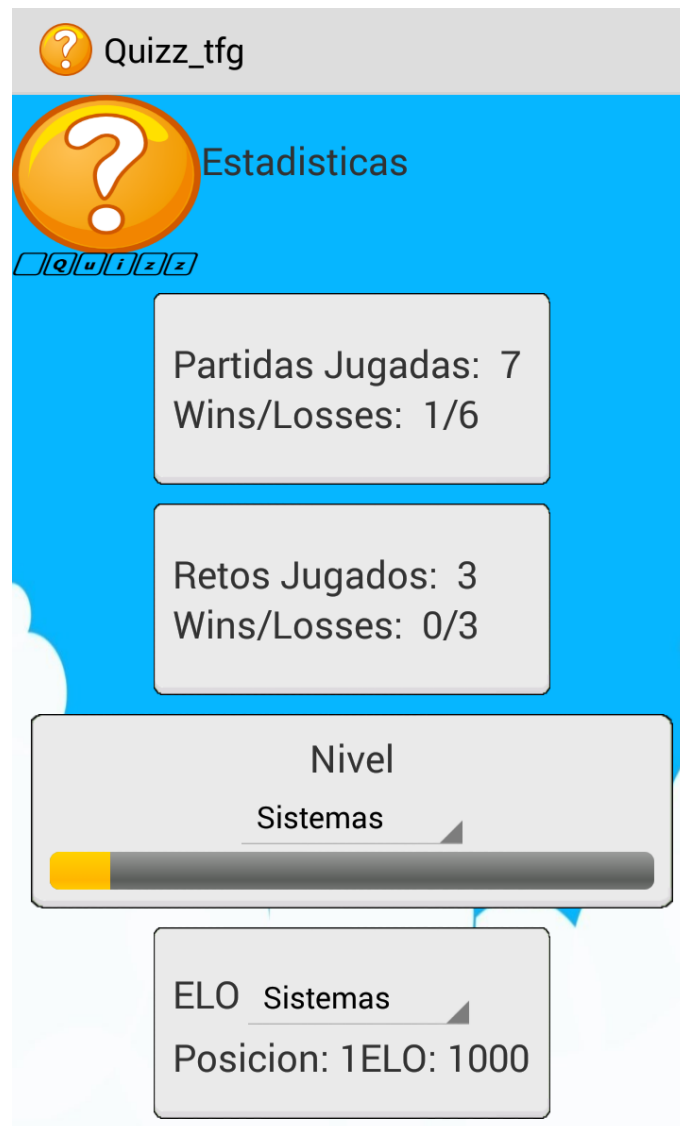 Quizz_tfg
Estadisticas
Quizz
Partidas Jugadas: 7
Wins/Losses: 1/6
Retos Jugados: 3
Wins/Losses: 0/3
Nivel
Sistemas
ELO Sistemas
Posicion: 1ELO: 1000